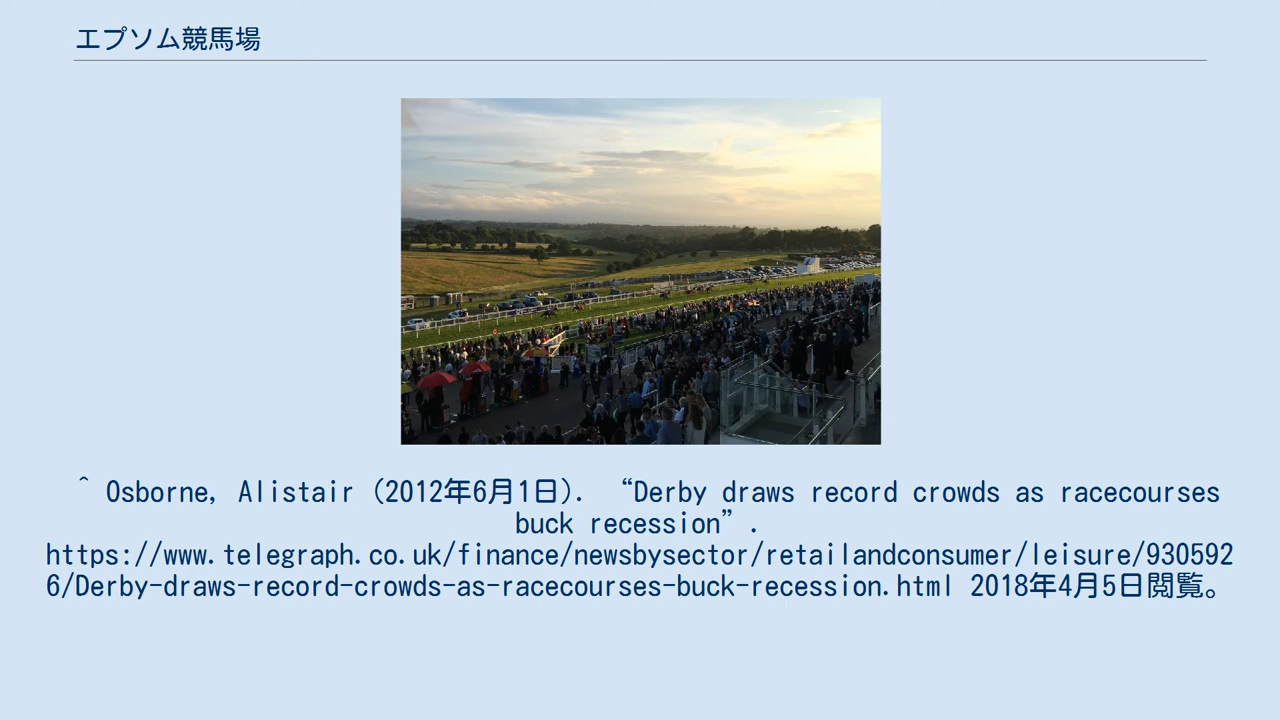 エプソム競馬場
^ Osborne, Alistair (2012年6月1日). “Derby draws record crowds as racecourses
buck recession”.
https://www.telegraph.co.uk/finance/newsbysector/retailandconsumer/leisure/930592
6/Derby-draws-record-crowds-as-racecourses-buck-recession.html 2018年4月5日閲覧。